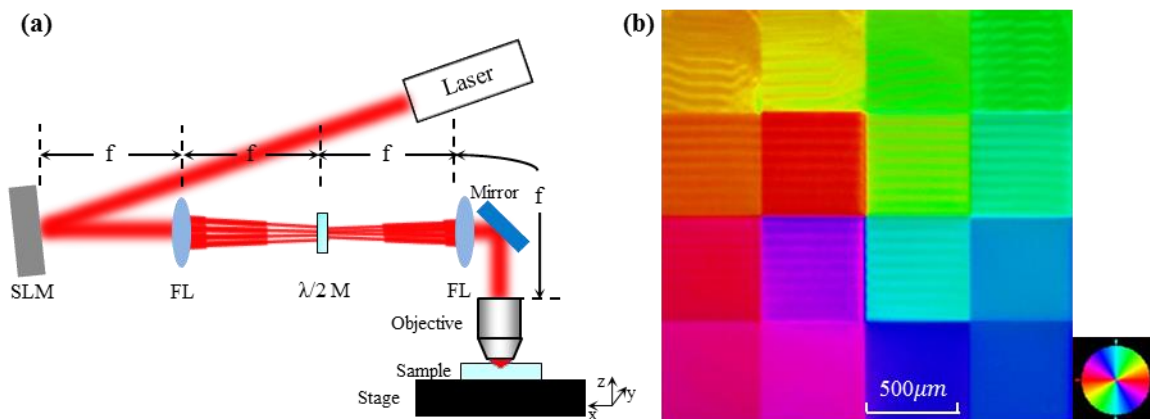 (a)
Laser
f
f
f
f
Mirror
SLM
FL
λ/2 M
FL
Objective
Sample
Stage
z
y
x
(b)
500μm